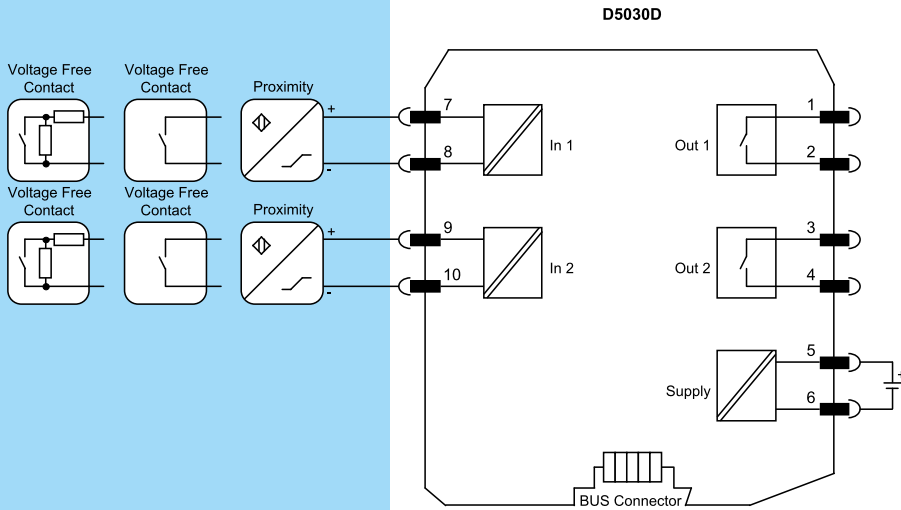 D5030D
Voltage Free
Contact
Voltage Free
Contact
Proximity
+
-
7
8
In 1
Out 1
1
2
Voltage Free
Contact
Voltage Free
Contact
Proximity
+
-
9
10
In 2
Out 2
3
4
Supply
5
6
+
BUS Connector